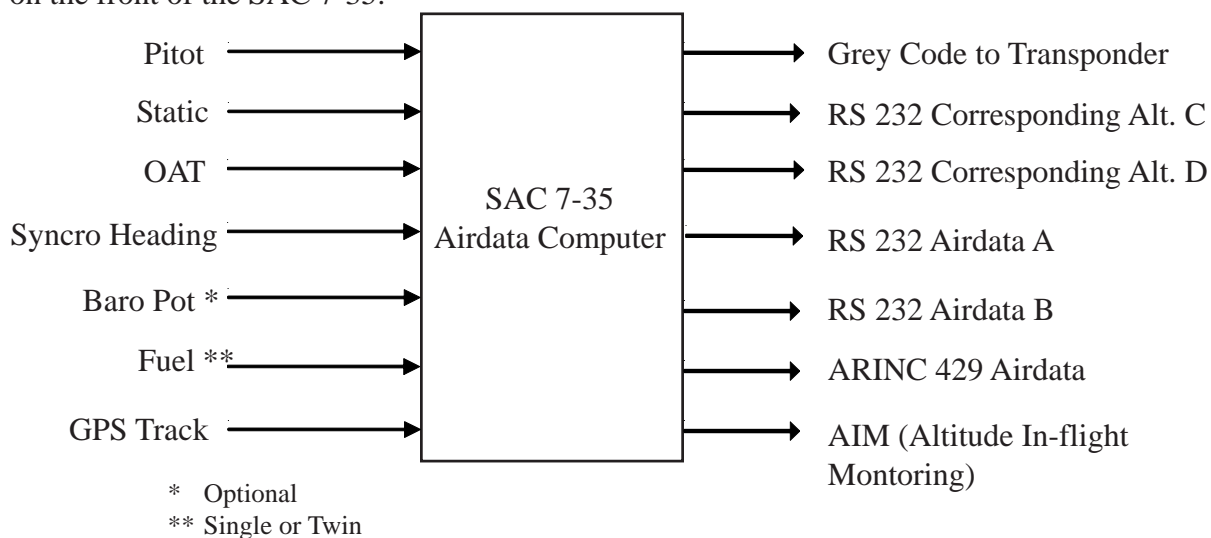 on the front of the SAC 7-35.
Pitot
Static
OAT
Syncro Heading
Baro Pot *
Fuel **
GPS Track
SAC 7-35
Airdata Computer
Grey Code to Transponder
RS 232 Corresponding Alt. C
RS 232 Corresponding Alt. D
RS 232 Airdata A
RS 232 Airdata B
ARINC 429 Airdata
AIM (Altitude In-flight
Montoring)
* Optional
** Single or Twin